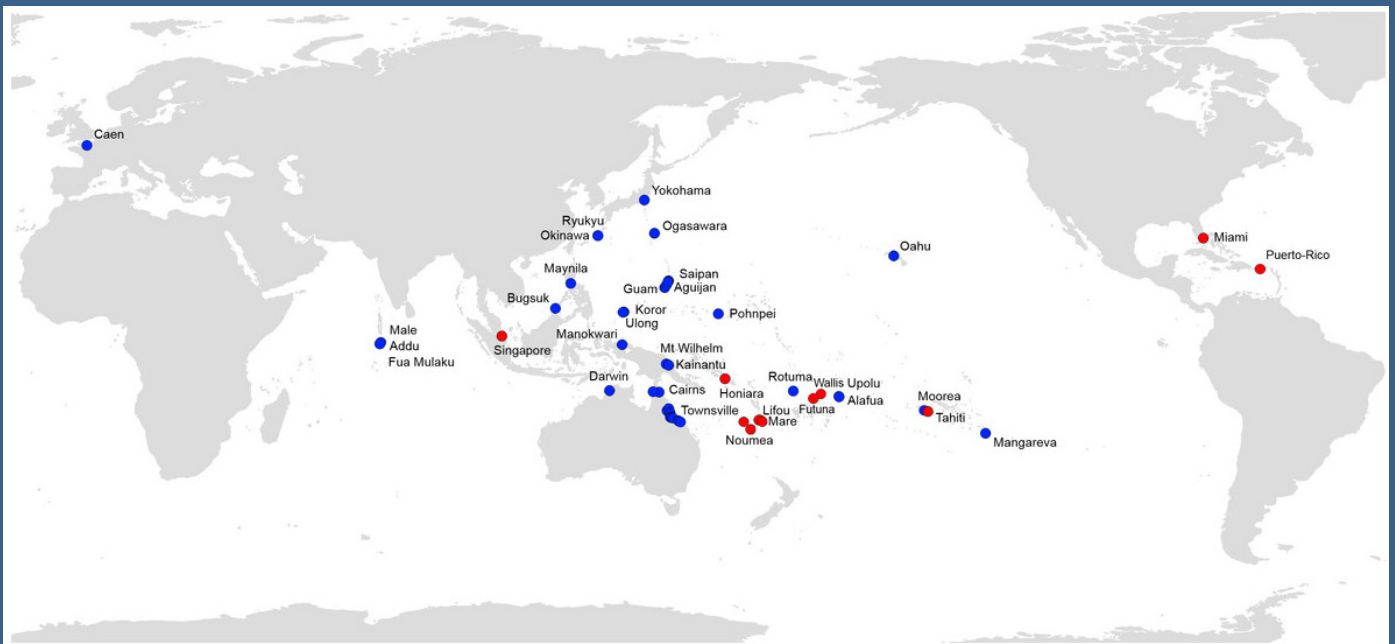 Caen
Yokohama
Ryukyu
Okinawa
Ogasawara
Oahu
Miami
Puerto-Rico
Maynila
Saipan
Guam
Aguijan
Bugsuk
Koror
Ulong
Pohnpei
Male
Addu
Fua Mulaku
Singapore
Manokwari
Mt Wilhelm
Kainantu
Darwin
Cairns
Honiara
Rotuma
Wallis Upolu
Futuna
Alafua
Townsville
Lifou
Mare
Noumea
Moorea
Tahiti
Mangareva